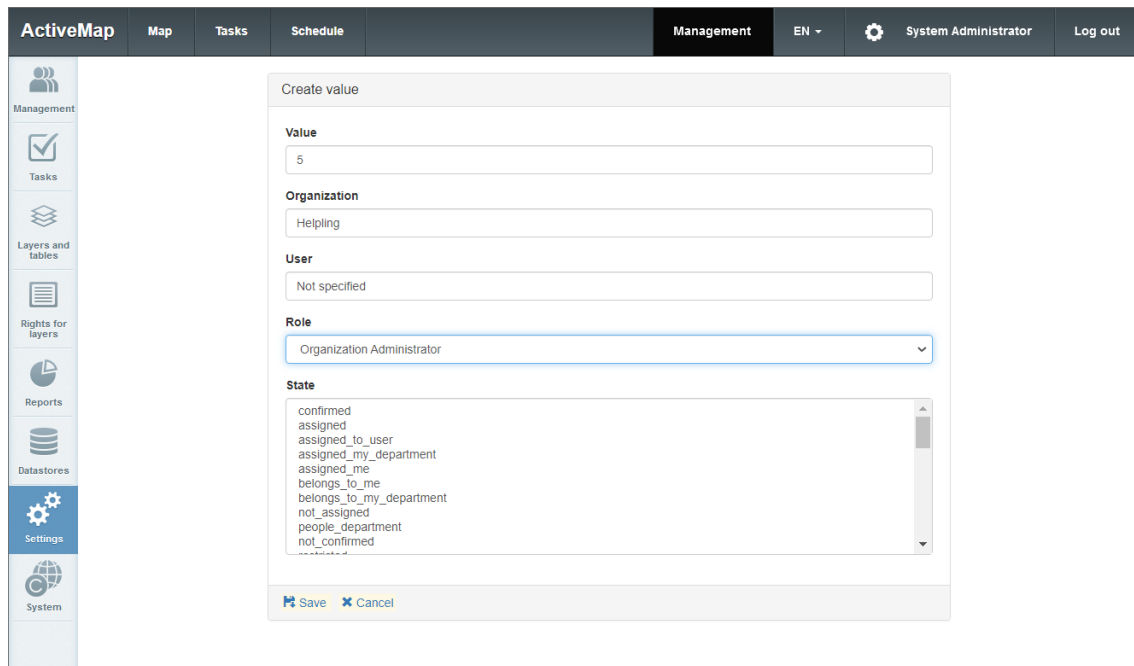 ActiveMap
Map
Tasks
Schedule
Management
EN
System Administrator
Log out
Management
Tasks
Layers and
tables
Rights for
layers
Reports
Datastores
Settings
System
Create value
Value
5
Organization
Helpling
User
Not specified
Role
Organization Administrator
State
confirmed
assigned
assigned_to_user
assigned_my_department
assigned_me
belongs_to_me
belongs_to_my_department
not_assigned
people_department
not_confirmed
Save
Cancel